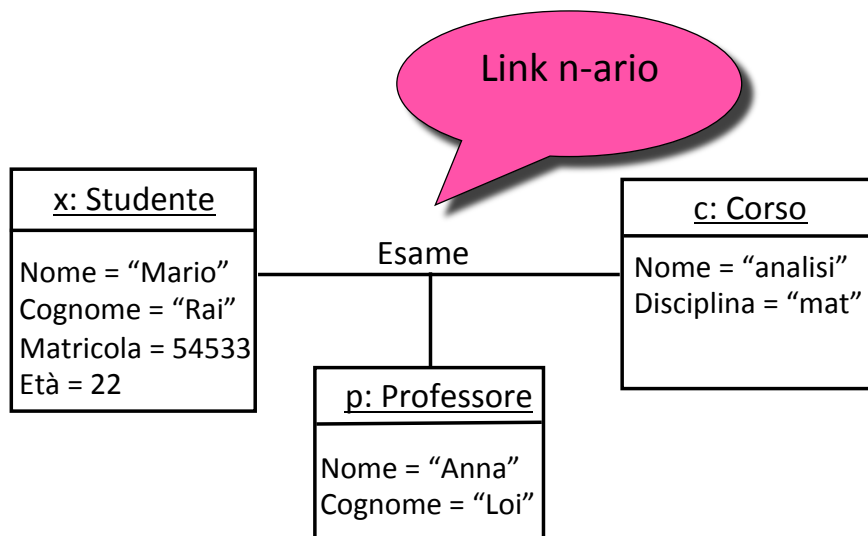 Link n-ario
x: Studente
Nome = “Mario”
Cognome = “Rai”
Matricola = 54533
Età = 22
Esame
c: Corso
Nome = “analisi”
Disciplina = “mat”
p: Professore
Nome = “Anna”
Cognome = “Loi”